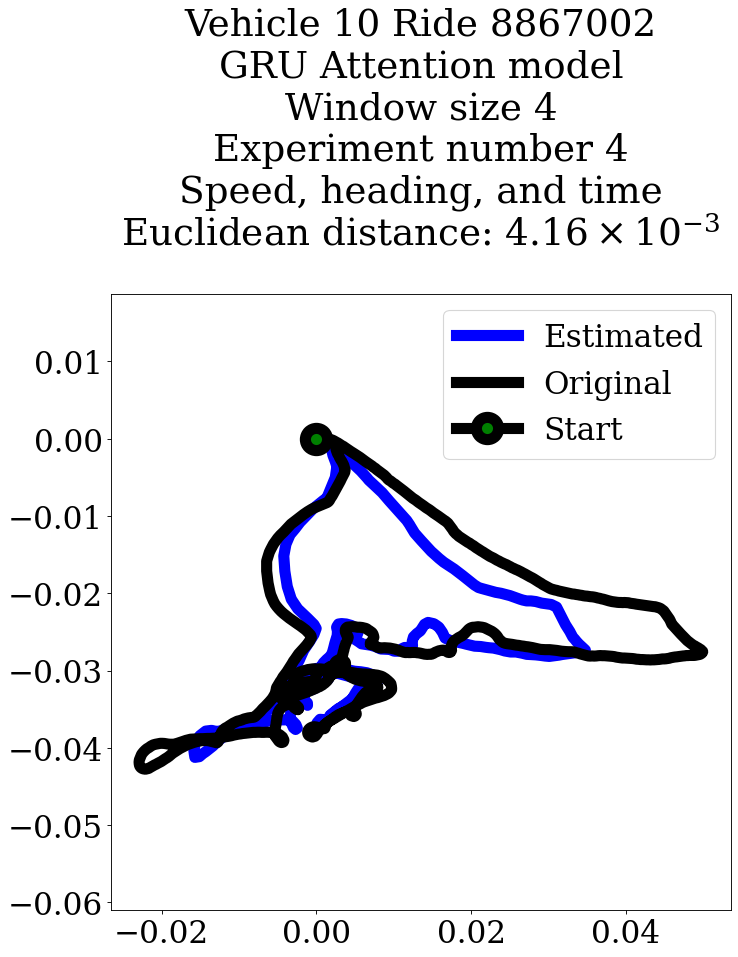 Vehicle 10 Ride 8867002
GRU Attention model
Window size 4
Experiment number 4
Speed, heading, and time
Euclidean distance: 4.16 × 10⁻³
Estimated
Original
Start
0.01
0.00
−0.01
−0.02
−0.03
−0.04
−0.05
−0.06
−0.02 0.00 0.02 0.04